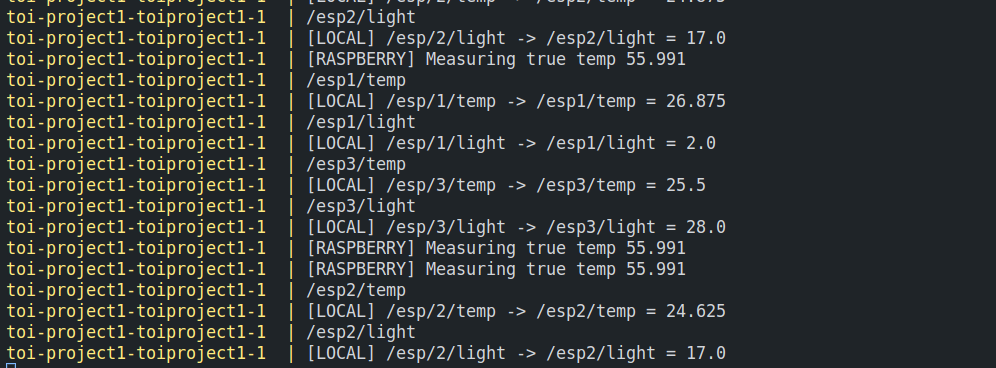 toi-project1-toiproject1-1  | [LOCAL] /esp/2/temp -> /esp2/temp = 24.875
toi-project1-toiproject1-1  | /esp2/light
toi-project1-toiproject1-1  | [LOCAL] /esp/2/light -> /esp2/light = 17.0
toi-project1-toiproject1-1  | [RASPBERRY] Measuring true temp 55.991
toi-project1-toiproject1-1  | /esp1/temp
toi-project1-toiproject1-1  | [LOCAL] /esp/1/temp -> /esp1/temp = 26.875
toi-project1-toiproject1-1  | /esp1/light
toi-project1-toiproject1-1  | [LOCAL] /esp/1/light -> /esp1/light = 2.0
toi-project1-toiproject1-1  | /esp3/temp
toi-project1-toiproject1-1  | [LOCAL] /esp/3/temp -> /esp3/temp = 25.5
toi-project1-toiproject1-1  | /esp3/light
toi-project1-toiproject1-1  | [LOCAL] /esp/3/light -> /esp3/light = 28.0
toi-project1-toiproject1-1  | [RASPBERRY] Measuring true temp 55.991
toi-project1-toiproject1-1  | [RASPBERRY] Measuring true temp 55.991
toi-project1-toiproject1-1  | /esp2/temp
toi-project1-toiproject1-1  | [LOCAL] /esp/2/temp -> /esp2/temp = 24.625
toi-project1-toiproject1-1  | /esp2/light
toi-project1-toiproject1-1  | [LOCAL] /esp/2/light -> /esp2/light = 17.0